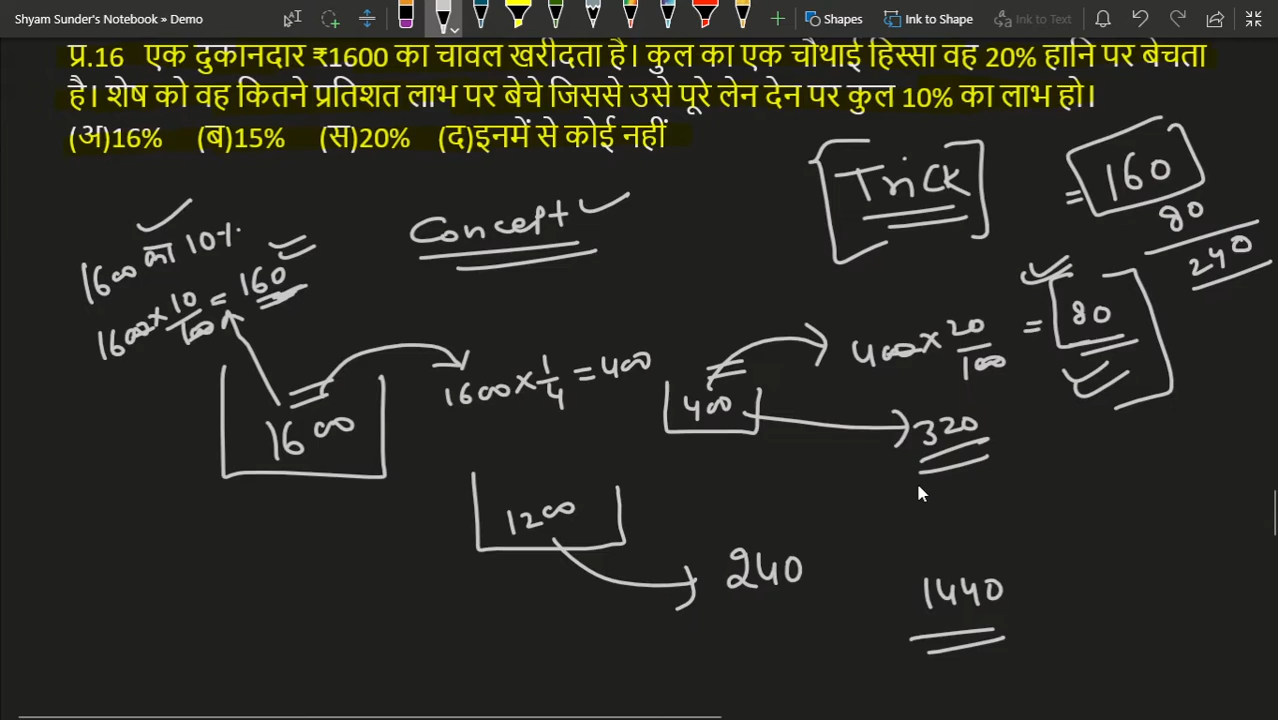 Shyam Sunder's Notebook » Demo
Shapes
Ink to Shape
Ink to Text
प्र.16 एक दुकानदार ₹1600 का चावल खरीदता है। कुल का एक चौथाई हिस्सा वह 20% हानि पर बेचता
है। शेष को वह कितने प्रतिशत लाभ पर बेचे जिससे उसे पूरे लेन देन पर कुल 10% का लाभ हो।
(अ)16% (ब)15% (स)20% (द)इनमें से कोई नहीं
Concept
Trick
= 160
80
240
1600 का 10%
1600 × 10/100 = 160
1600 × 1/4 = 400
400 × 20/100 = 80
1600
400
320
1200
240
1440